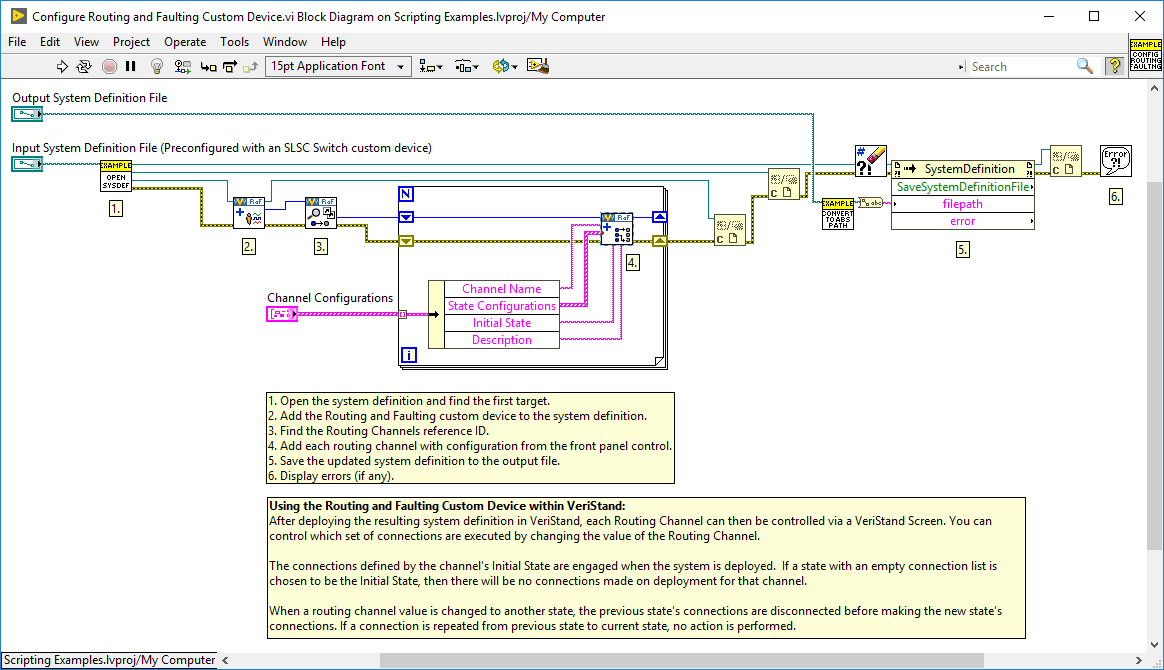 Configure Routing and Faulting Custom Device.vi Block Diagram on Scripting Examples.lvproj/My Computer
File Edit View Project Operate Tools Window Help
15pt Application Font
Search
?
EXAMPLE
CONFIG
ROUTING
FAULTNG
Output System Definition File
Input System Definition File (Preconfigured with an SLSC Switch custom device)
EXAMPLE
OPEN
SYSDEF
1.
RoF
2.
RoF
3.
N
RoF
4.
Channel Configurations
Channel Name
State Configurations
Initial State
Description
i
C
C
#
?!
EXAMPLE
CONVERT
TO ABS
PATH
abc
SystemDefinition
SaveSystemDefinitionFile
filepath
error
5.
C
Error
?!
6.
1. Open the system definition and find the first target.
2. Add the Routing and Faulting custom device to the system definition.
3. Find the Routing Channels reference ID.
4. Add each routing channel with configuration from the front panel control.
5. Save the updated system definition to the output file.
6. Display errors (if any).
Using the Routing and Faulting Custom Device within VeriStand:
After deploying the resulting system definition in VeriStand, each Routing Channel can then be controlled via a VeriStand Screen. You can
control which set of connections are executed by changing the value of the Routing Channel.
The connections defined by the channel's Initial State are engaged when the system is deployed. If a state with an empty connection list is
chosen to be the Initial State, then there will be no connections made on deployment for that channel.
When a routing channel value is changed to another state, the previous state's connections are disconnected before making the new state's
connections. If a connection is repeated from previous state to current state, no action is performed.
Scripting Examples.lvproj/My Computer